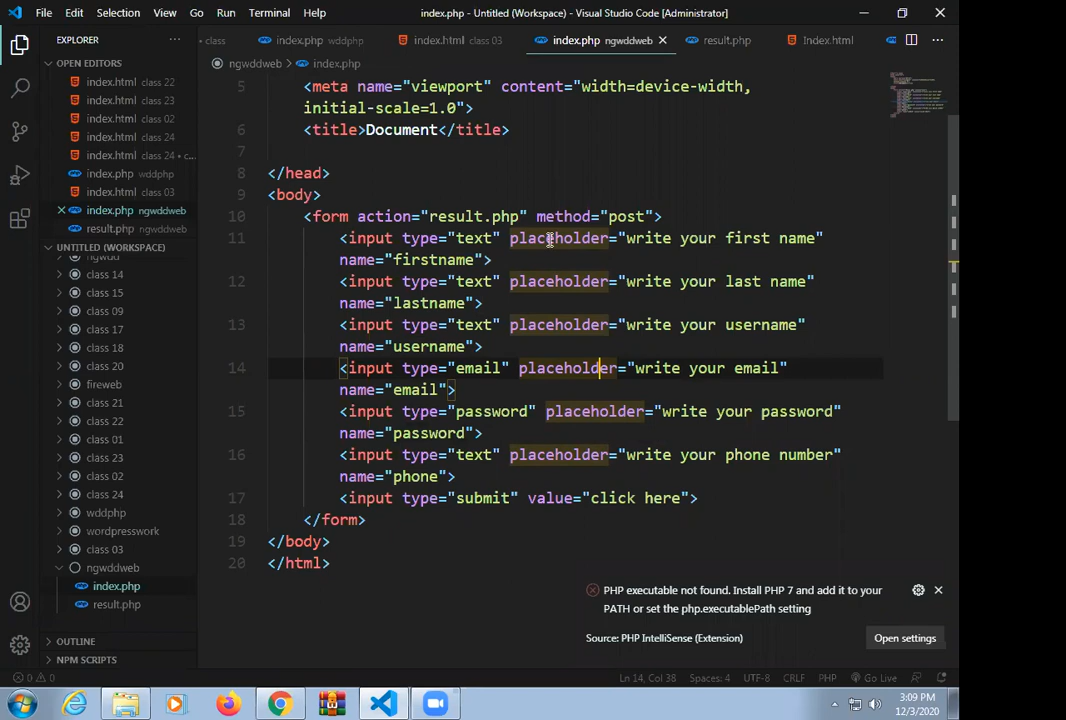 File Edit Selection View Go Run Terminal Help
index.php - Untitled (Workspace) - Visual Studio Code [Administrator]
EXPLORER
class
index.php wddphp
index.html class 03
index.php ngwddweb
result.php
Index.html
ngwddweb > index.php
OPEN EDITORS
index.html class 22
index.html class 23
index.html class 02
index.html class 24
index.html class 24 • c...
index.php wddphp
index.html class 03
index.php ngwddweb
result.php ngwddweb
UNTITLED (WORKSPACE)
ngwdd
class 14
class 15
class 09
class 17
class 18
class 20
fireweb
class 21
class 22
class 01
class 23
class 02
class 24
wddphp
wordpresswork
class 03
ngwddweb
index.php
result.php
OUTLINE
NPM SCRIPTS
5 <meta name="viewport" content="width=device-width,
initial-scale=1.0">
6 <title>Document</title>
7
8 </head>
9 <body>
10 <form action="result.php" method="post">
11 <input type="text" placeholder="write your first name"
name="firstname">
12 <input type="text" placeholder="write your last name"
name="lastname">
13 <input type="text" placeholder="write your username"
name="username">
14 <input type="email" placeholder="write your email"
name="email">
15 <input type="password" placeholder="write your password"
name="password">
16 <input type="text" placeholder="write your phone number"
name="phone">
17 <input type="submit" value="click here">
18 </form>
19 </body>
20 </html>
PHP executable not found. Install PHP 7 and add it to your
PATH or set the php.executablePath setting
Source: PHP IntelliSense (Extension)
Open settings
0 0
Ln 14, Col 38 Spaces: 4 UTF-8 CRLF PHP Go Live
3:09 PM
12/3/2020